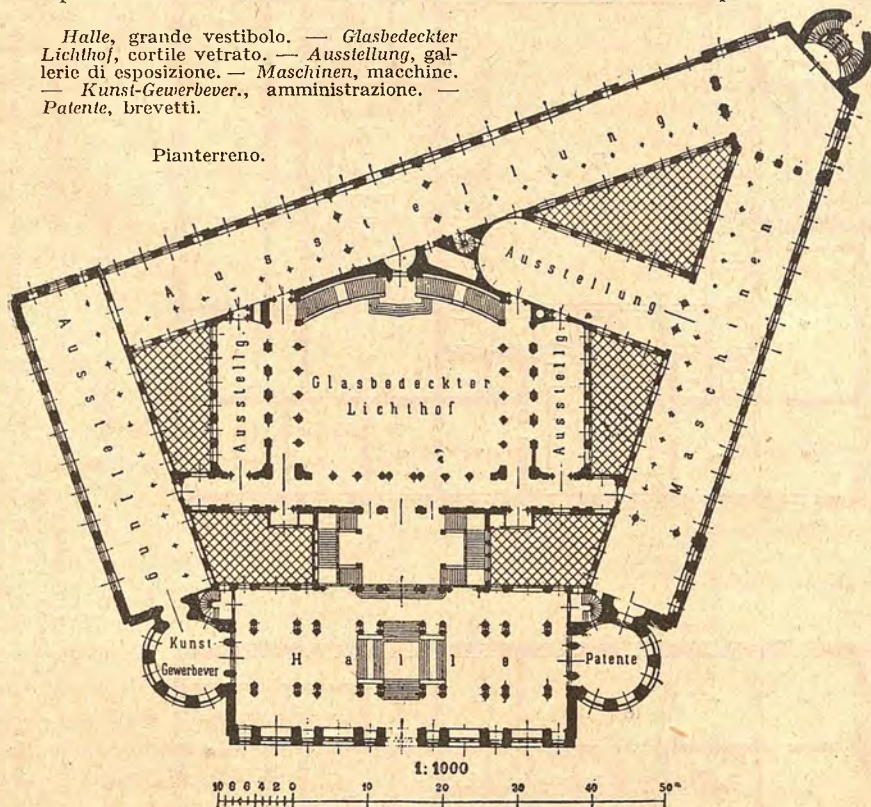 Halle, grande vestibolo. — Glasbedeckter
Lichthof, cortile vetrato. — Ausstellung, gal-
lerie di esposizione. — Maschinen, macchine.
— Kunst-Gewerbever., amministrazione. —
Patente, brevetti.
Pianterreno.
Ausstellung
Ausstellung
Maschinen
Ausstellung
Ausstellg.
Glasbedeckter
Lichthof
Ausstellg.
Kunst-
Gewerbever
Halle
Patente
1:1000
10 8 6 4 2 0 10 20 30 40 50 m